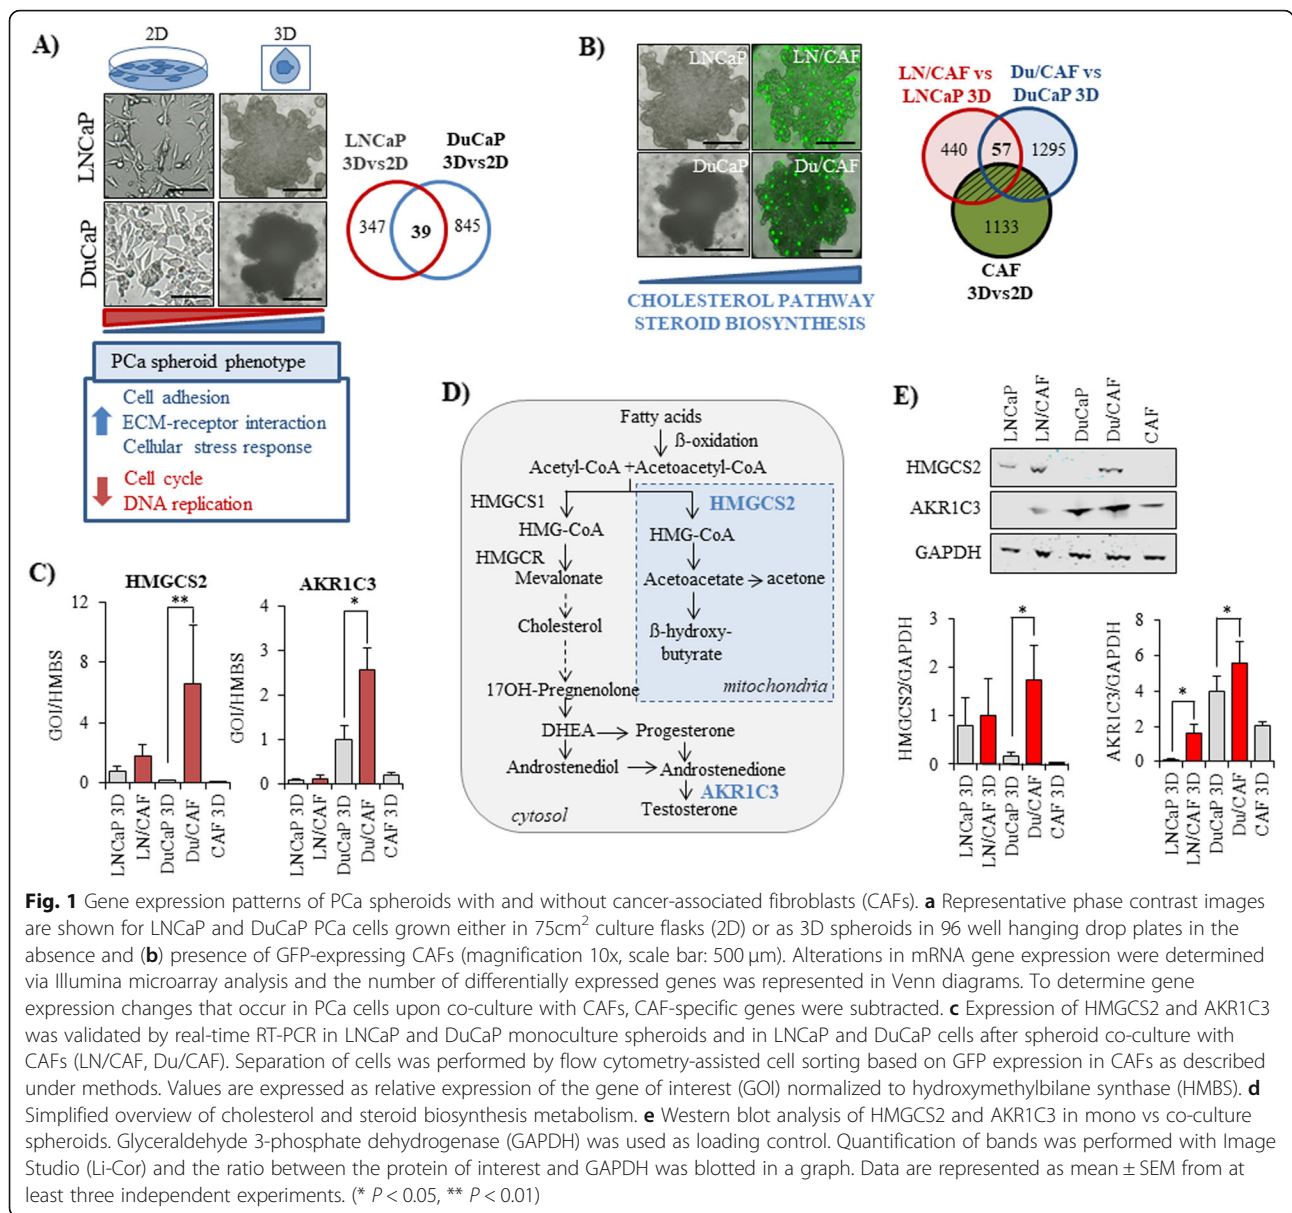 A)
2D
3D
LNCaP
DuCaP
LNCaP
3Dvs2D
DuCaP
3Dvs2D
347
39
845
PCa spheroid phenotype
Cell adhesion
ECM-receptor interaction
Cellular stress response
Cell cycle
DNA replication
B)
LNCaP
LN/CAF
DuCaP
Du/CAF
CHOLESTEROL PATHWAY
STEROID BIOSYNTHESIS
LN/CAF vs
LNCaP 3D
Du/CAF vs
DuCaP 3D
440
57
1295
1133
CAF
3Dvs2D
C)
HMGCS2
GOI/HMBS
12
8
4
0
**
LNCaP 3D
LN/CAF
DuCaP 3D
Du/CAF
CAF 3D
AKR1C3
GOI/HMBS
4
3
2
1
0
*
LNCaP 3D
LN/CAF
DuCaP 3D
Du/CAF
CAF 3D
D)
Fatty acids
ß-oxidation
Acetyl-CoA +Acetoacetyl-CoA
HMGCS1
HMGCS2
HMG-CoA
HMG-CoA
HMGCR
Mevalonate
Acetoacetate
acetone
Cholesterol
ß-hydroxy-
butyrate
17OH-Pregnenolone
mitochondria
DHEA
Progesterone
Androstenediol
Androstenedione
AKR1C3
Testosterone
cytosol
E)
LNCaP
LN/CAF
DuCaP
Du/CAF
CAF
HMGCS2
AKR1C3
GAPDH
HMGCS2/GAPDH
3
2
1
0
*
LNCaP 3D
LN/CAF 3D
DuCaP 3D
Du/CAF 3D
CAF 3D
AKR1C3/GAPDH
8
6
4
2
0
*
*
LNCaP 3D
LN/CAF 3D
DuCaP 3D
Du/CAF 3D
CAF 3D
Fig. 1 Gene expression patterns of PCa spheroids with and without cancer-associated fibroblasts (CAFs). a Representative phase contrast images
are shown for LNCaP and DuCaP PCa cells grown either in 75cm² culture flasks (2D) or as 3D spheroids in 96 well hanging drop plates in the
absence and (b) presence of GFP-expressing CAFs (magnification 10x, scale bar: 500 μm). Alterations in mRNA gene expression were determined
via Illumina microarray analysis and the number of differentially expressed genes was represented in Venn diagrams. To determine gene
expression changes that occur in PCa cells upon co-culture with CAFs, CAF-specific genes were subtracted. c Expression of HMGCS2 and AKR1C3
was validated by real-time RT-PCR in LNCaP and DuCaP monoculture spheroids and in LNCaP and DuCaP cells after spheroid co-culture with
CAFs (LN/CAF, Du/CAF). Separation of cells was performed by flow cytometry-assisted cell sorting based on GFP expression in CAFs as described
under methods. Values are expressed as relative expression of the gene of interest (GOI) normalized to hydroxymethylbilane synthase (HMBS). d
Simplified overview of cholesterol and steroid biosynthesis metabolism. e Western blot analysis of HMGCS2 and AKR1C3 in mono vs co-culture
spheroids. Glyceraldehyde 3-phosphate dehydrogenase (GAPDH) was used as loading control. Quantification of bands was performed with Image
Studio (Li-Cor) and the ratio between the protein of interest and GAPDH was blotted in a graph. Data are represented as mean ± SEM from at
least three independent experiments. (* P < 0.05, ** P < 0.01)